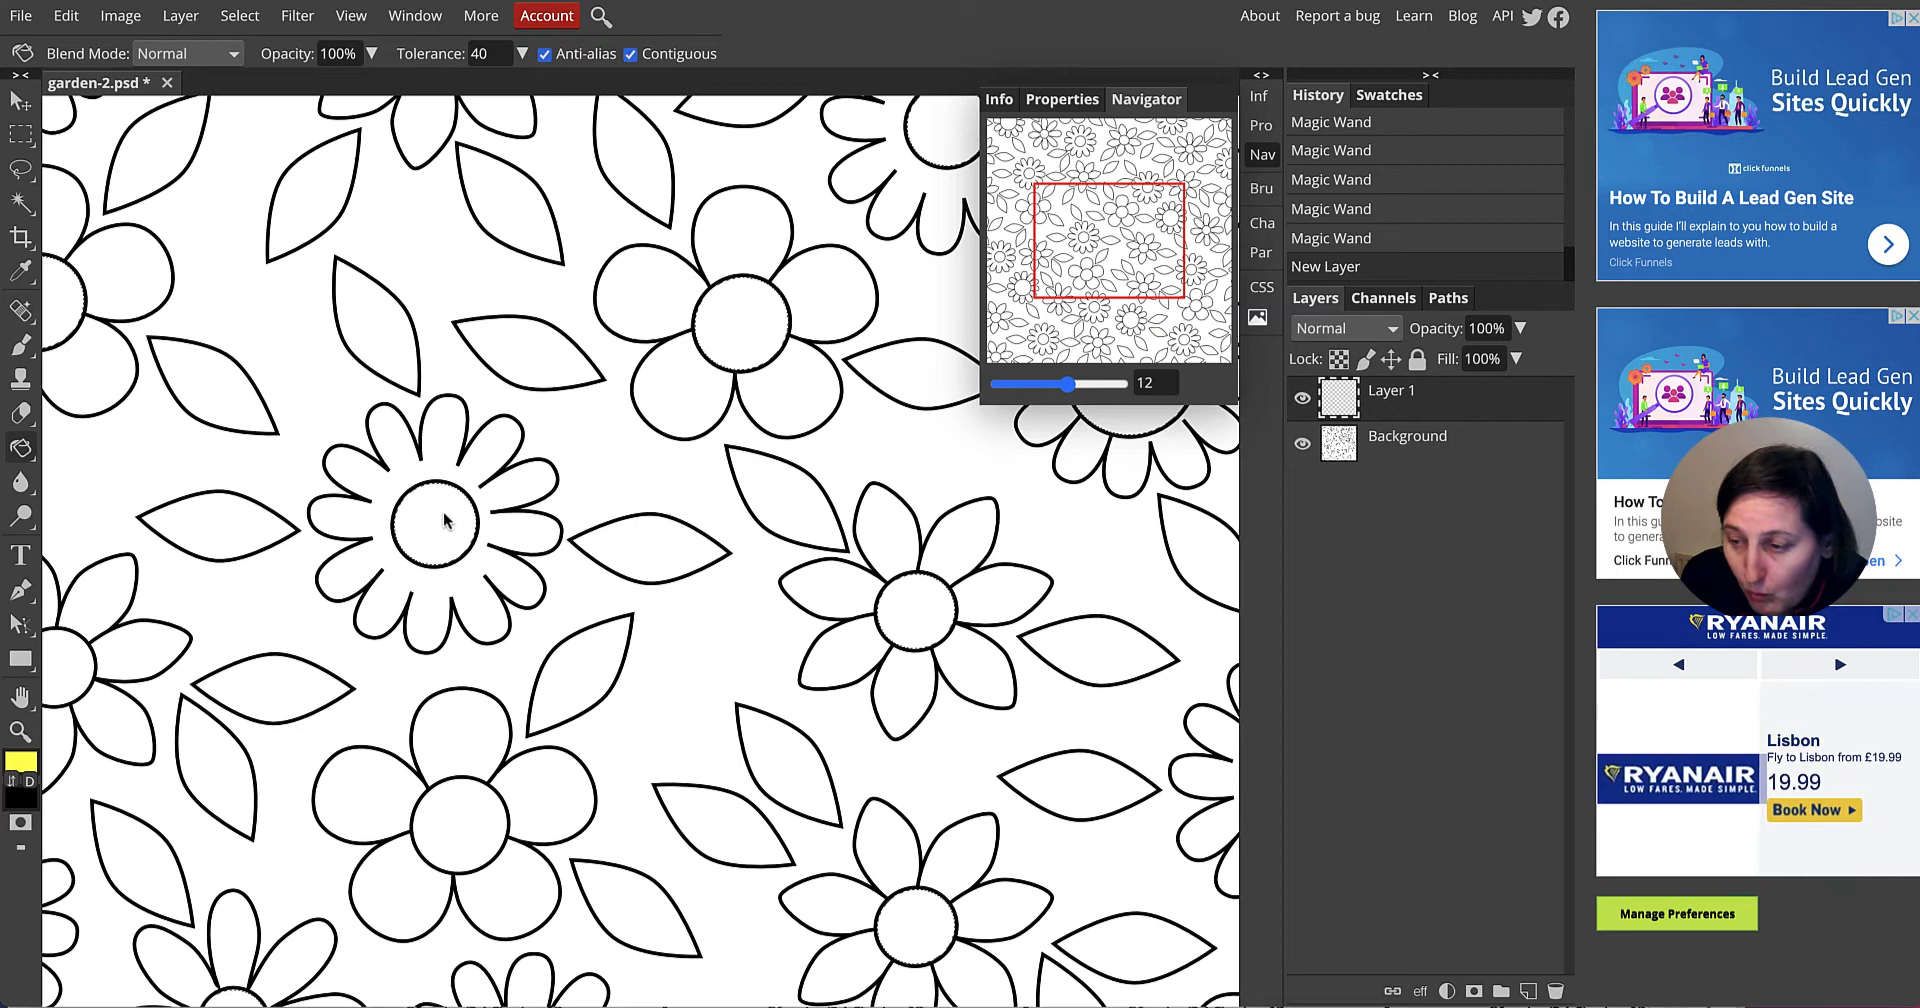 File Edit Image Layer Select Filter View Window More Account
About Report a bug Learn Blog API
Blend Mode: Normal Opacity: 100% Tolerance: 40 Anti-alias Contiguous
garden-2.psd *
Info Properties Navigator
12
Inf
Pro
Nav
Bru
Cha
Par
CSS
History Swatches
Magic Wand
Magic Wand
Magic Wand
Magic Wand
Magic Wand
New Layer
Layers Channels Paths
Normal Opacity: 100%
Lock: Fill: 100%
Layer 1
Background
D
eff
Build Lead Gen
Sites Quickly
click funnels
How To Build A Lead Gen Site
In this guide I'll explain to you how to build a
website to generate leads with.
Click Funnels
Build Lead Gen
Sites Quickly
How To
In this gu
site
to genera
Click Funn
en
RYANAIR
LOW FARES. MADE SIMPLE.
RYANAIR
LOW FARES. MADE SIMPLE.
Lisbon
Fly to Lisbon from £19.99
19.99
Book Now
Manage Preferences